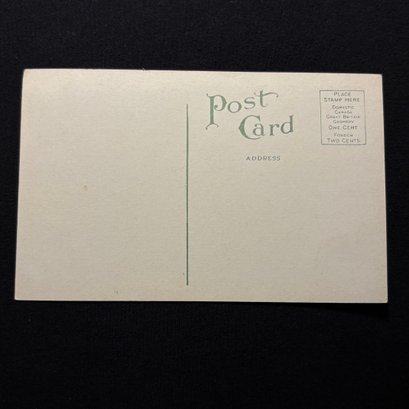 Post
Card
ADDRESS
PLACE
STAMP HERE
DOMESTIC
CANADA
GREAT BRITAIN
GERMANY
ONE CENT
FOREIGN
TWO CENTS